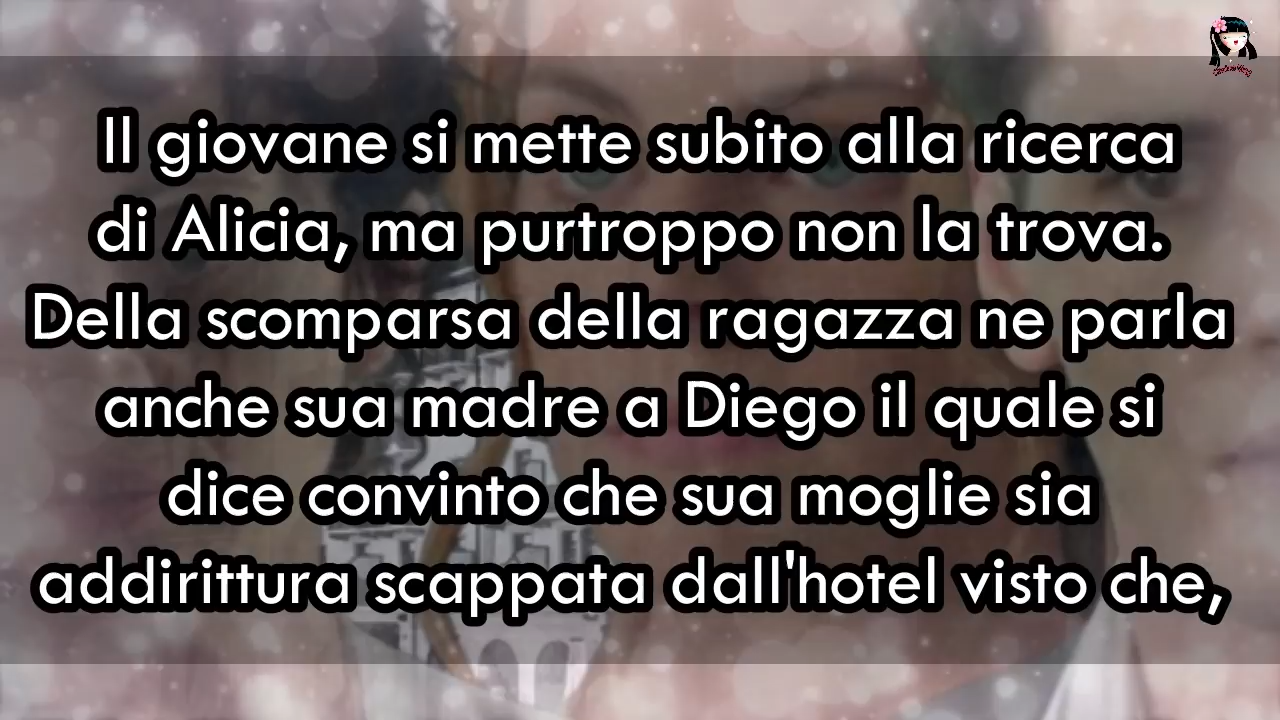 Il giovane si mette subito alla ricerca
di Alicia, ma purtroppo non la trova.
Della scomparsa della ragazza ne parla
anche sua madre a Diego il quale si
dice convinto che sua moglie sia
addirittura scappata dall'hotel visto che,